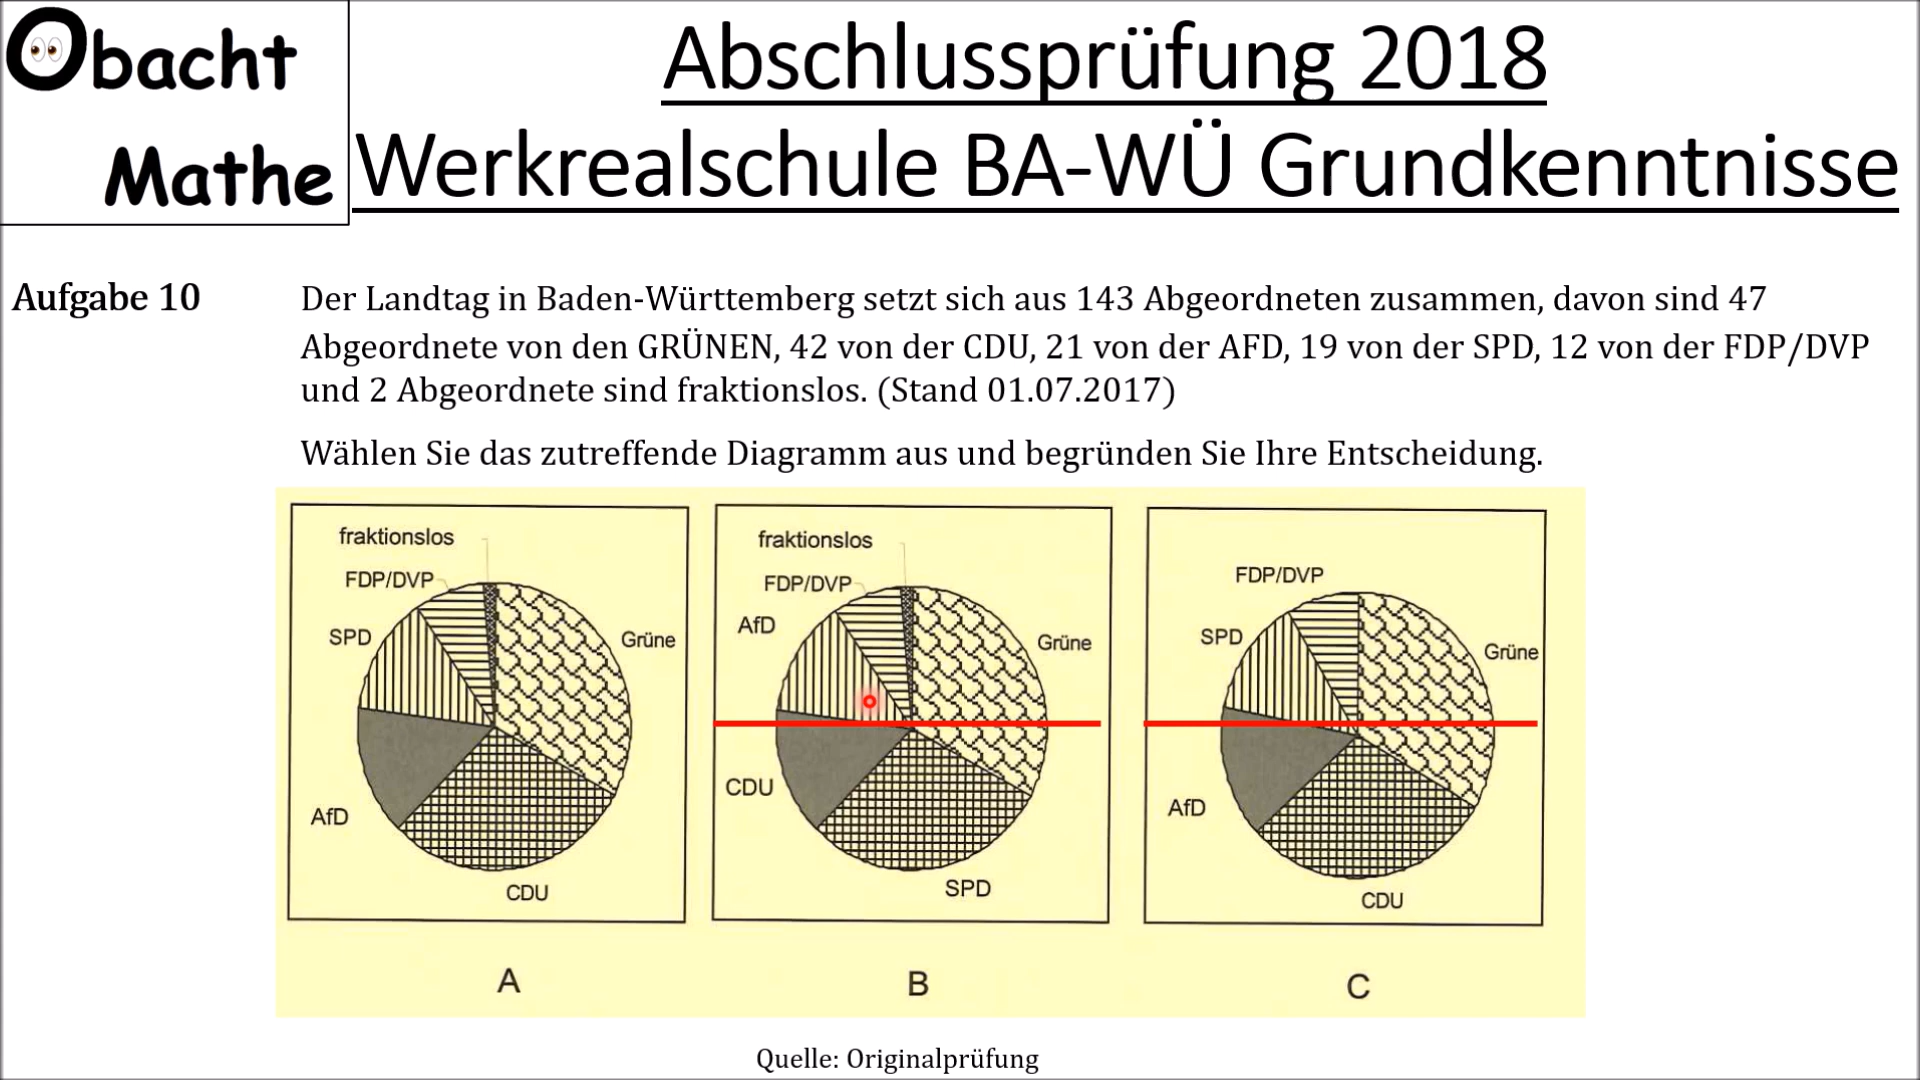 Obacht
Mathe
Abschlussprüfung 2018
Werkrealschule BA-WÜ Grundkenntnisse
Aufgabe 10
Der Landtag in Baden-Württemberg setzt sich aus 143 Abgeordneten zusammen, davon sind 47
Abgeordnete von den GRÜNEN, 42 von der CDU, 21 von der AFD, 19 von der SPD, 12 von der FDP/DVP
und 2 Abgeordnete sind fraktionslos. (Stand 01.07.2017)
Wählen Sie das zutreffende Diagramm aus und begründen Sie Ihre Entscheidung.
fraktionslos
FDP/DVP
SPD
Grüne
AfD
CDU
A
fraktionslos
FDP/DVP
AfD
Grüne
CDU
SPD
B
FDP/DVP
SPD
Grüne
AfD
CDU
C
Quelle: Originalprüfung